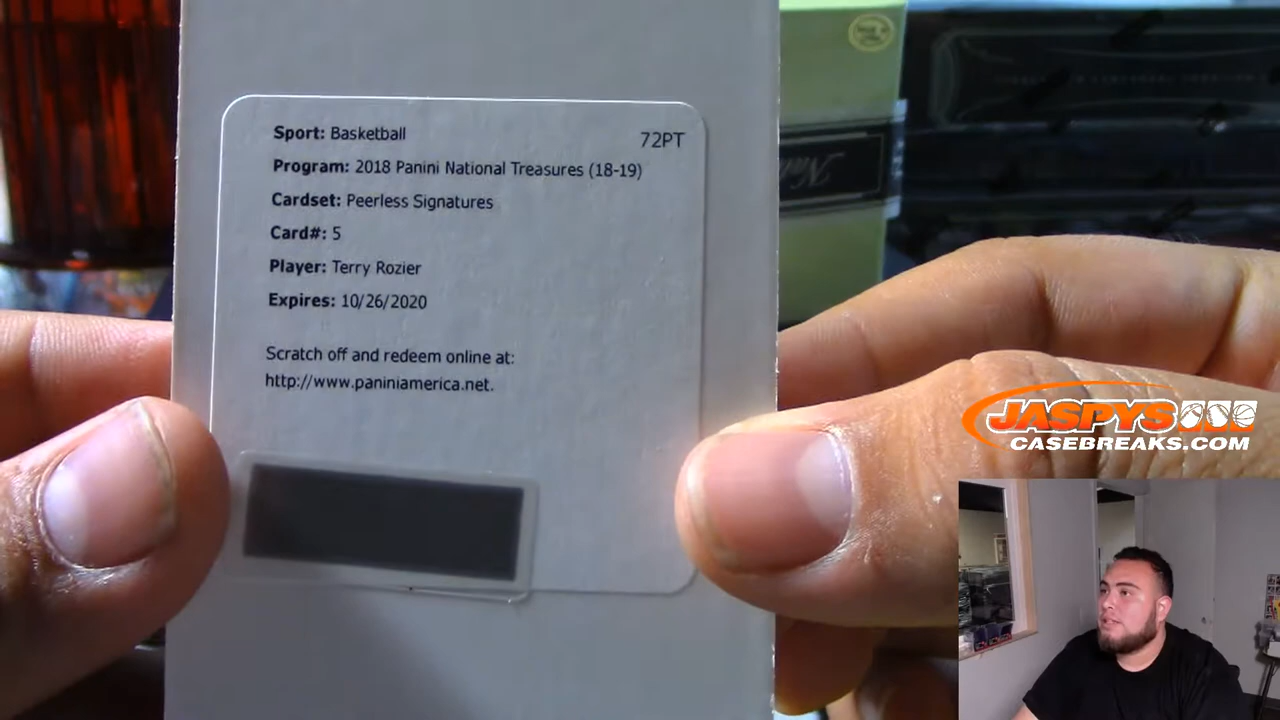 Sport: Basketball
72PT
Program: 2018 Panini National Treasures (18-19)
Cardset: Peerless Signatures
Card#: 5
Player: Terry Rozier
Expires: 10/26/2020
Scratch off and redeem online at:
http://www.paniniamerica.net.
JASPYS
CASEBREAKS.COM